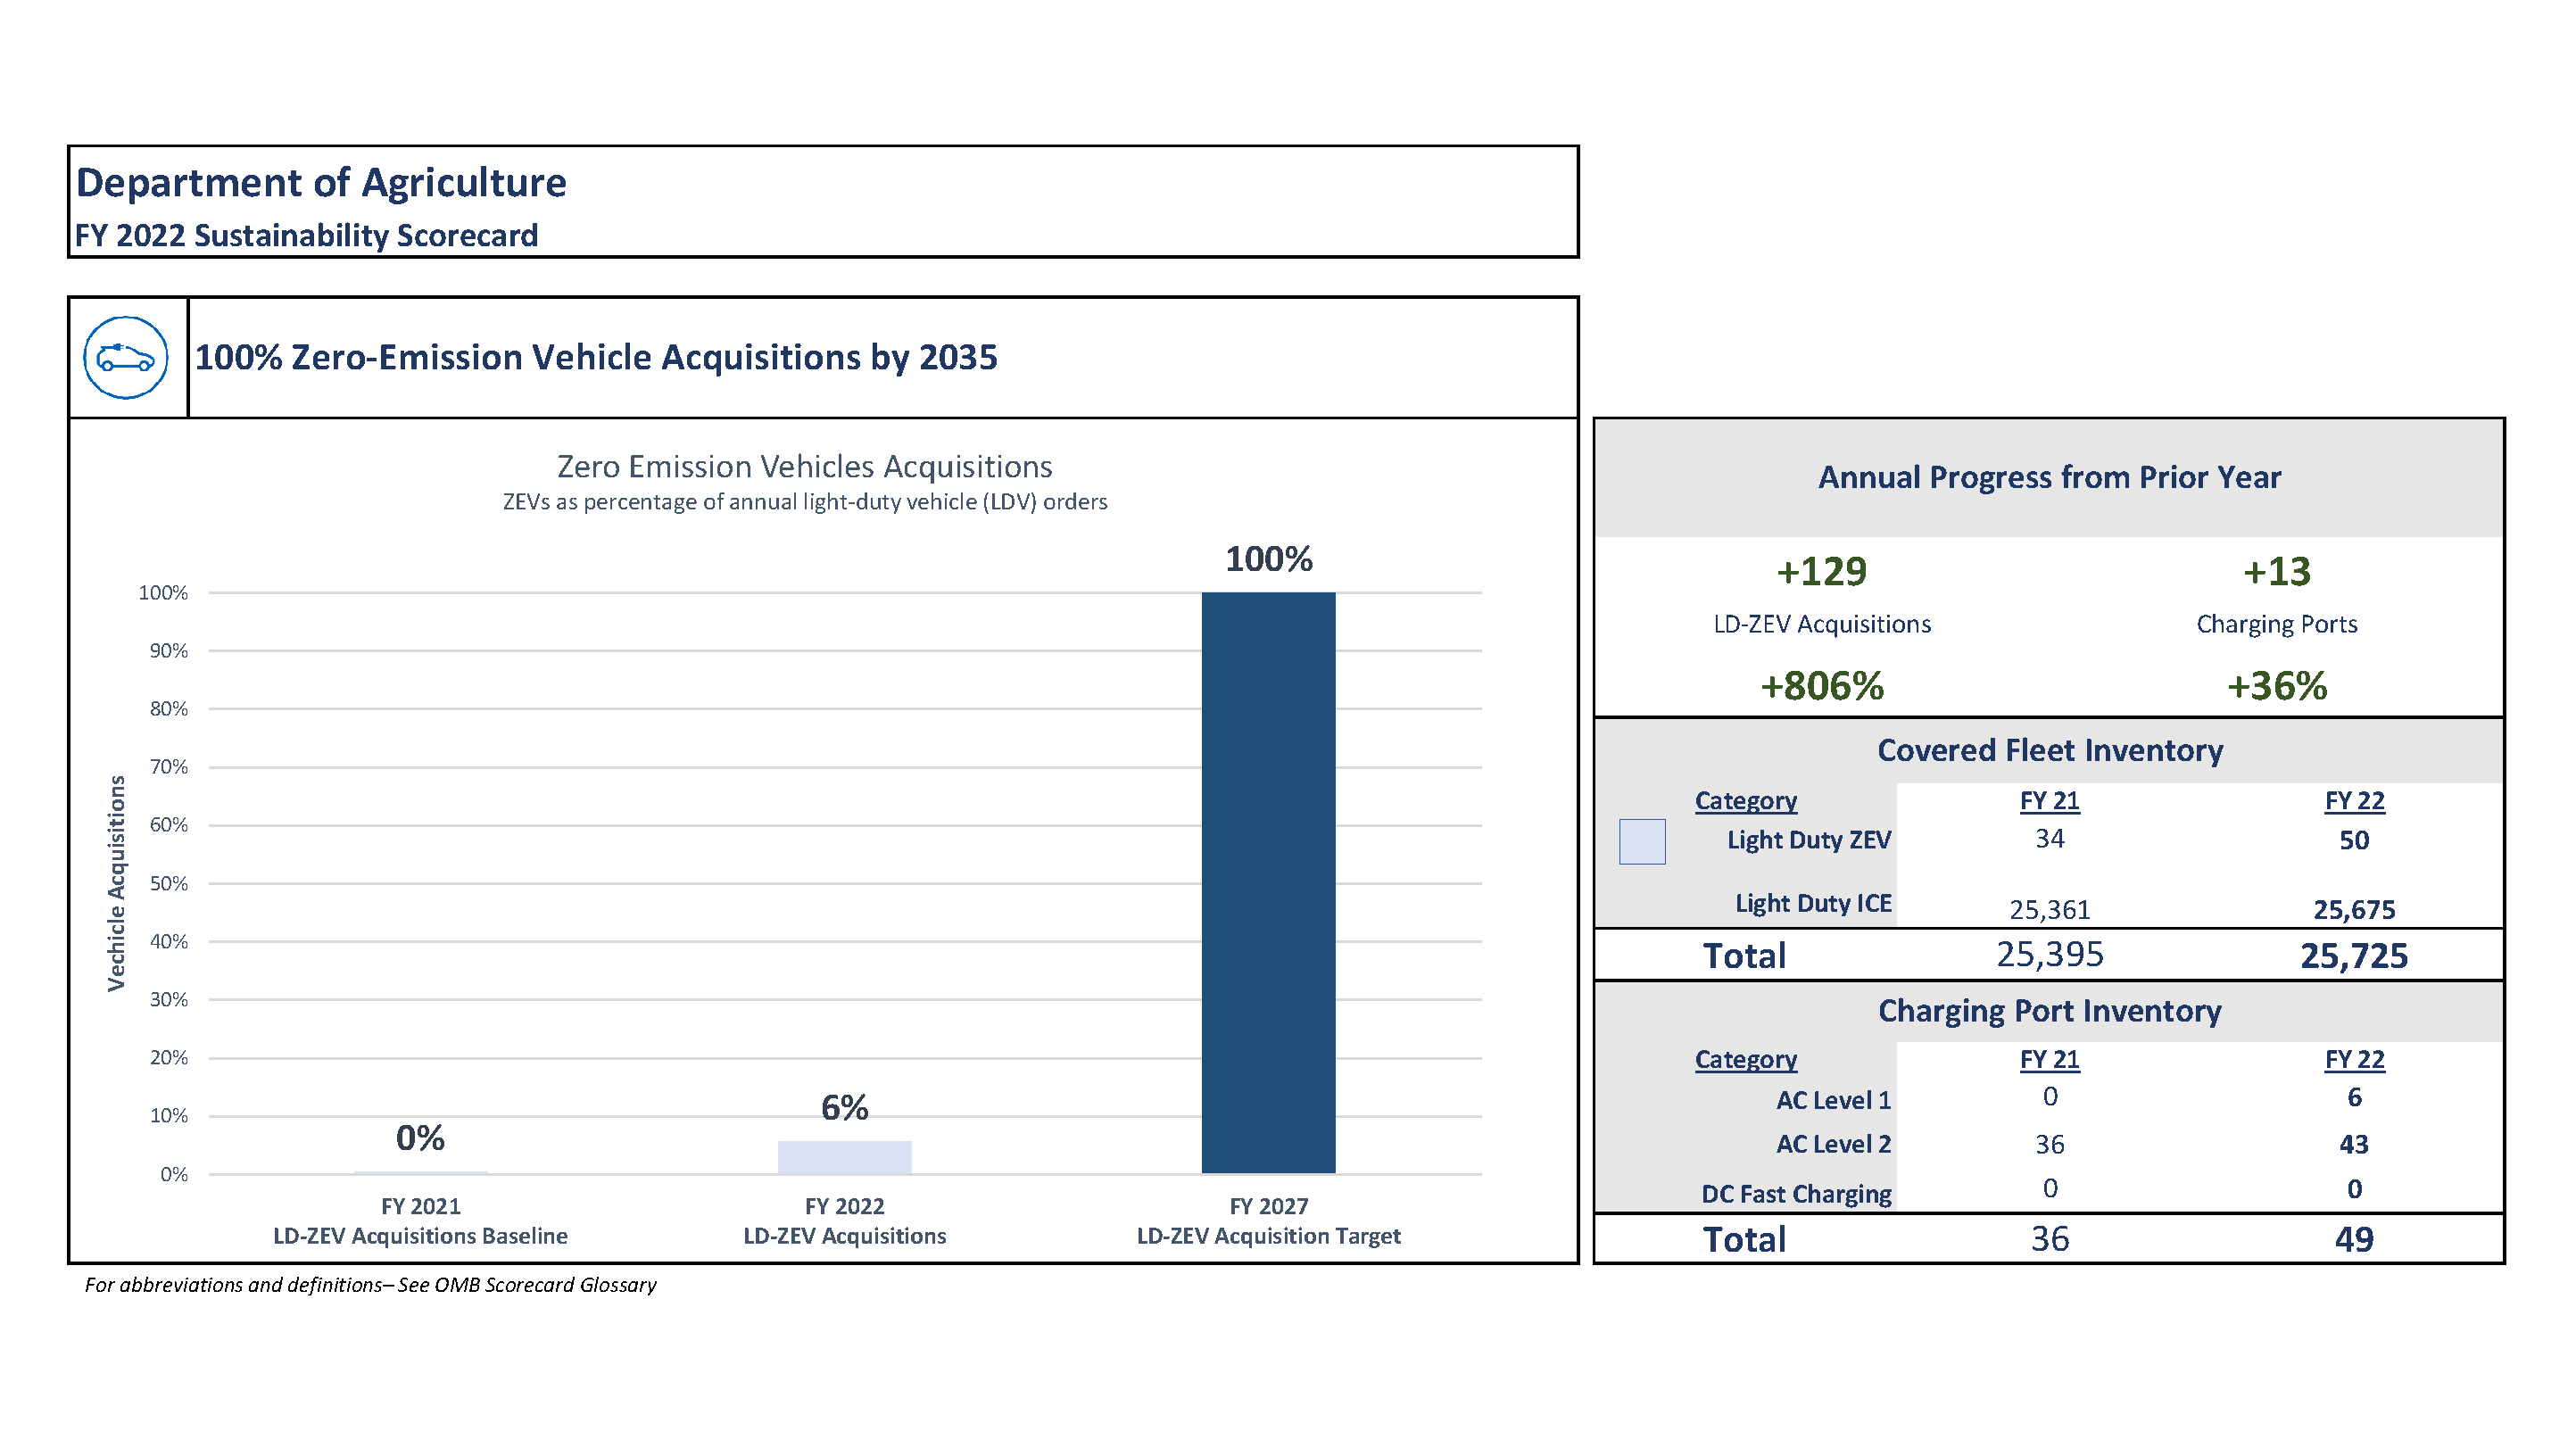 Department of Agriculture
FY 2022 Sustainability Scorecard
100% Zero-Emission Vehicle Acquisitions by 2035
Zero Emission Vehicles Acquisitions
ZEVs as percentage of annual light-duty vehicle (LDV) orders
Vechicle Acquisitions
100%
90%
80%
70%
60%
50%
40%
30%
20%
10%
0%
0%
6%
100%
FY 2021
LD-ZEV Acquisitions Baseline
FY 2022
LD-ZEV Acquisitions
FY 2027
LD-ZEV Acquisition Target
For abbreviations and definitions– See OMB Scorecard Glossary
Annual Progress from Prior Year
+129 +13
LD-ZEV Acquisitions Charging Ports
+806% +36%
Covered Fleet Inventory
Category FY 21 FY 22
Light Duty ZEV 34 50
Light Duty ICE 25,361 25,675
Total 25,395 25,725
Charging Port Inventory
Category FY 21 FY 22
AC Level 1 0 6
AC Level 2 36 43
DC Fast Charging 0 0
Total 36 49